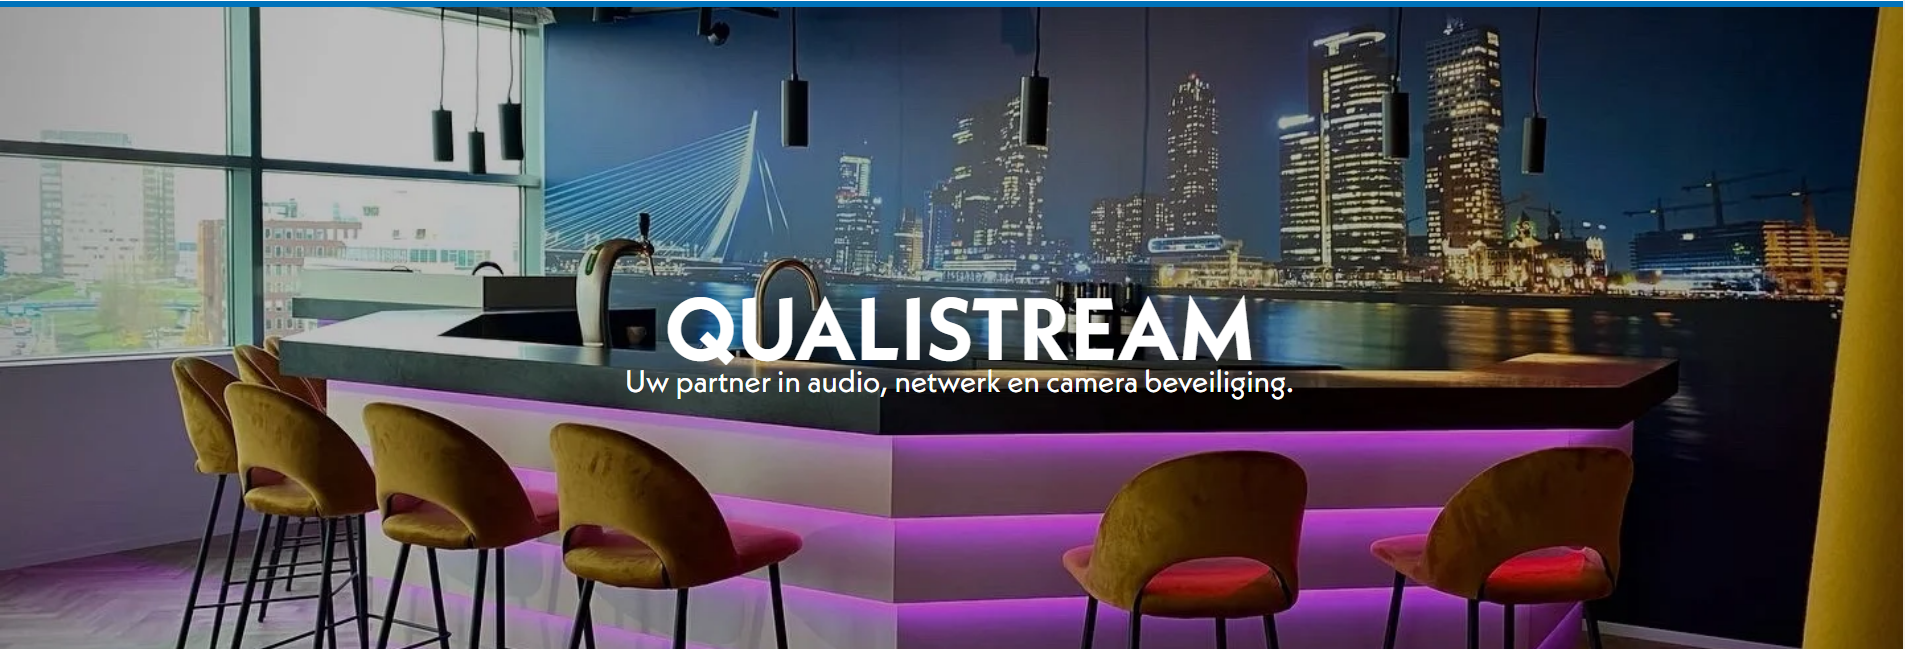 QUALISTREAM
Uw partner in audio, netwerk en camera beveiliging.